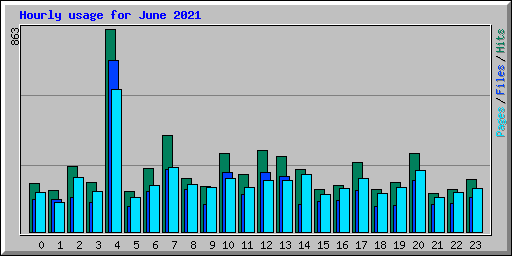 Hourly usage for June 2021
863
Pages / Files / Hits
0 1 2 3 4 5 6 7 8 9 10 11 12 13 14 15 16 17 18 19 20 21 22 23